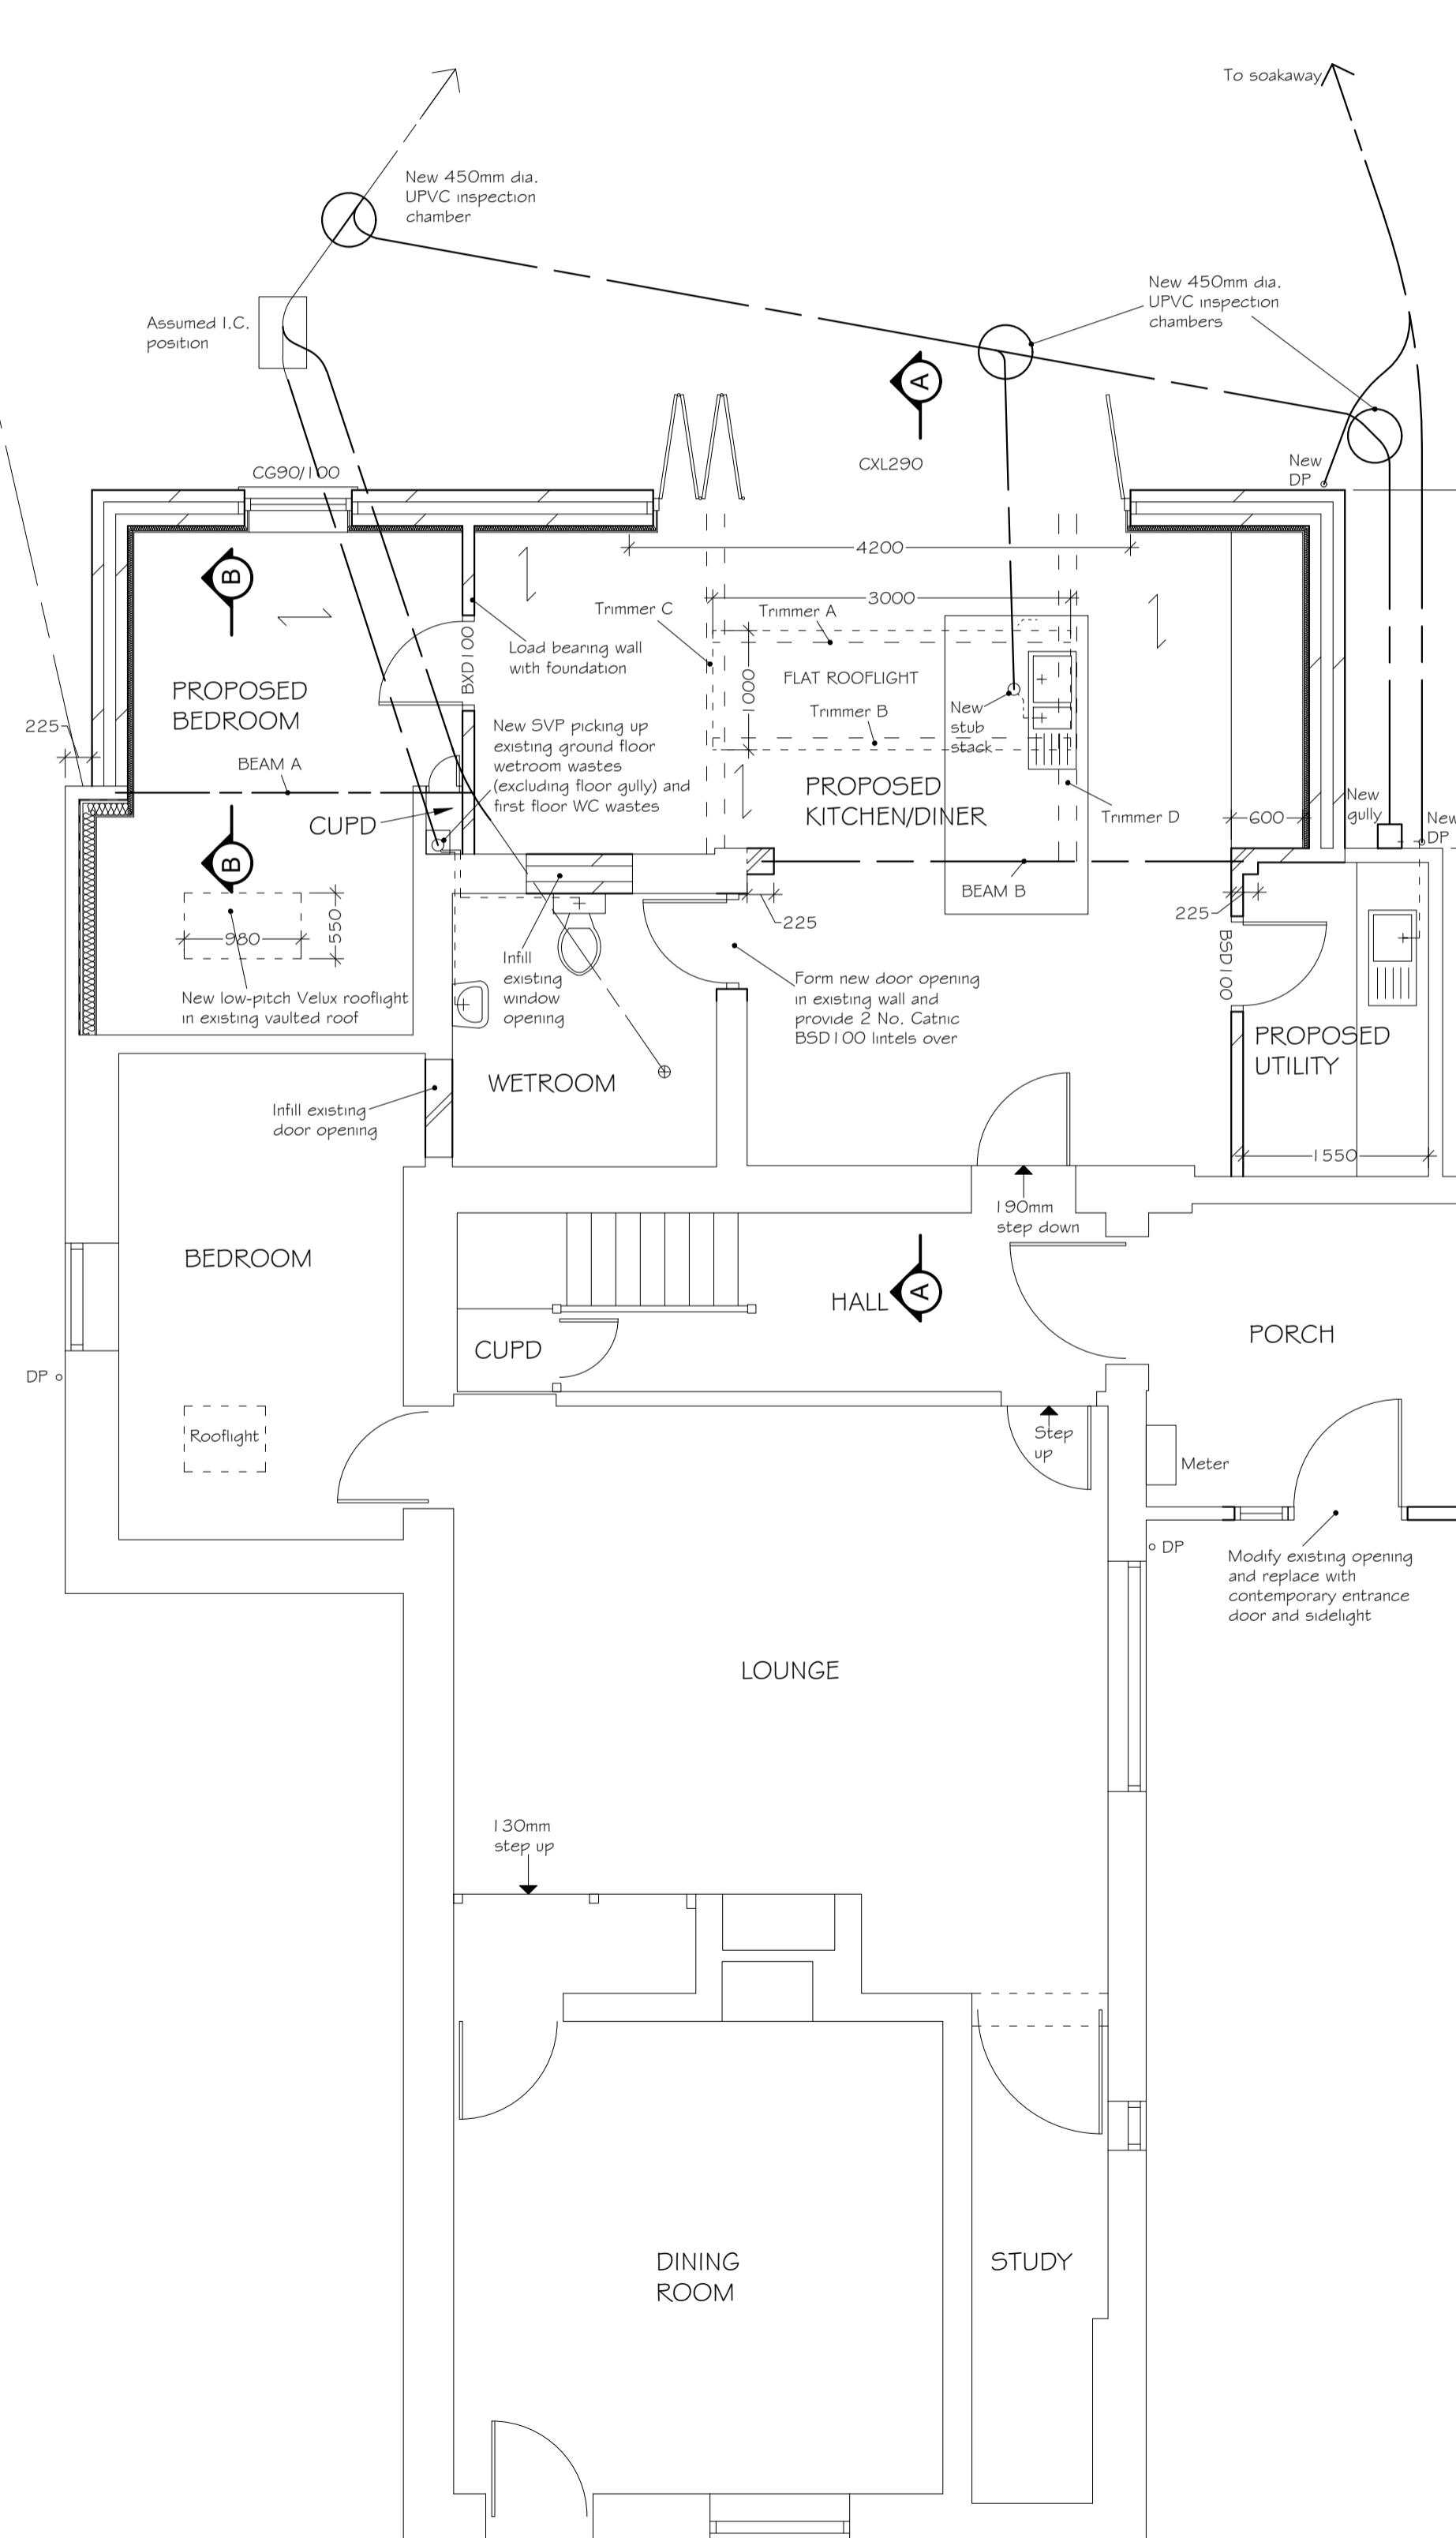 To soakaway
New 450mm dia.
UPVC inspection
chamber
New 450mm dia.
UPVC inspection
chambers
Assumed I.C.
position
A
CXL290
New
DP
CG90/100
4200
B
3000
Trimmer C
Trimmer A
BXD100
Load bearing wall
with foundation
1000
FLAT ROOFLIGHT
PROPOSED
BEDROOM
Trimmer B
New
stub
stack
225
New SVP picking up
existing ground floor
wetroom wastes
(excluding floor gully) and
first floor WC wastes
BEAM A
PROPOSED
KITCHEN/DINER
Trimmer D
600
New
gully
New
DP
CUPD
B
BEAM B
225
225
980
550
BSD100
Infill
existing
window
opening
Form new door opening
in existing wall and
provide 2 No. Catnic
BSD100 lintels over
New low-pitch Velux rooflight
in existing vaulted roof
PROPOSED
UTILITY
WETROOM
Infill existing
door opening
1550
190mm
step down
BEDROOM
HALL
A
PORCH
CUPD
DP
Rooflight
Step
up
Meter
DP
Modify existing opening
and replace with
contemporary entrance
door and sidelight
LOUNGE
130mm
step up
DINING
ROOM
STUDY